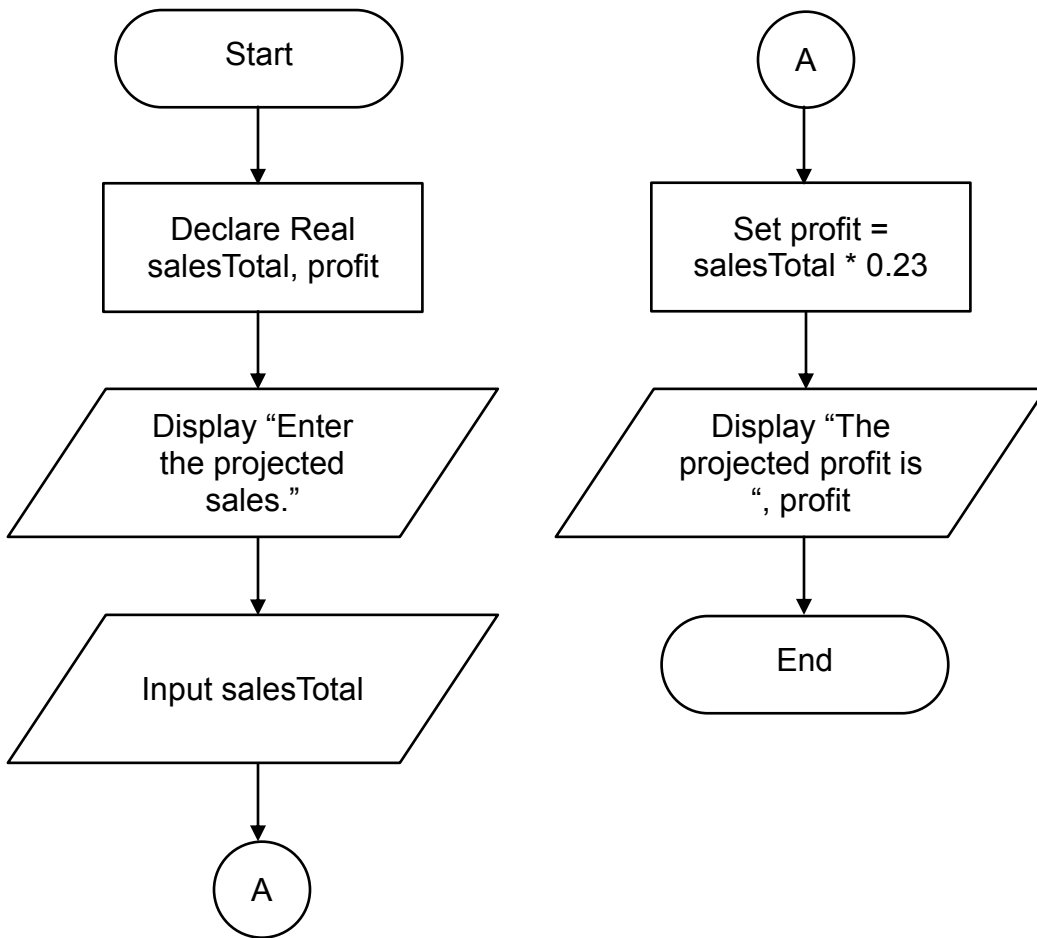 Start
Declare Real
salesTotal, profit
Display “Enter
the projected
sales.”
Input salesTotal
A
A
Set profit =
salesTotal * 0.23
Display “The
projected profit is
“, profit
End